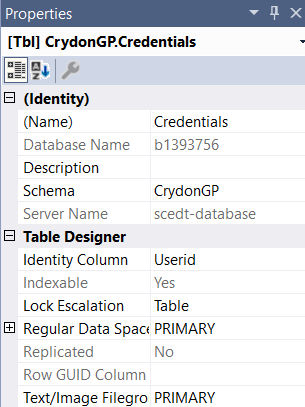 Properties
[Tbl] CrydonGP.Credentials
(Identity)
(Name) Credentials
Database Name b1393756
Description
Schema CrydonGP
Server Name scedt-database
Table Designer
Identity Column Userid
Indexable Yes
Lock Escalation Table
Regular Data Space PRIMARY
Replicated No
Row GUID Column
Text/Image Filegro PRIMARY